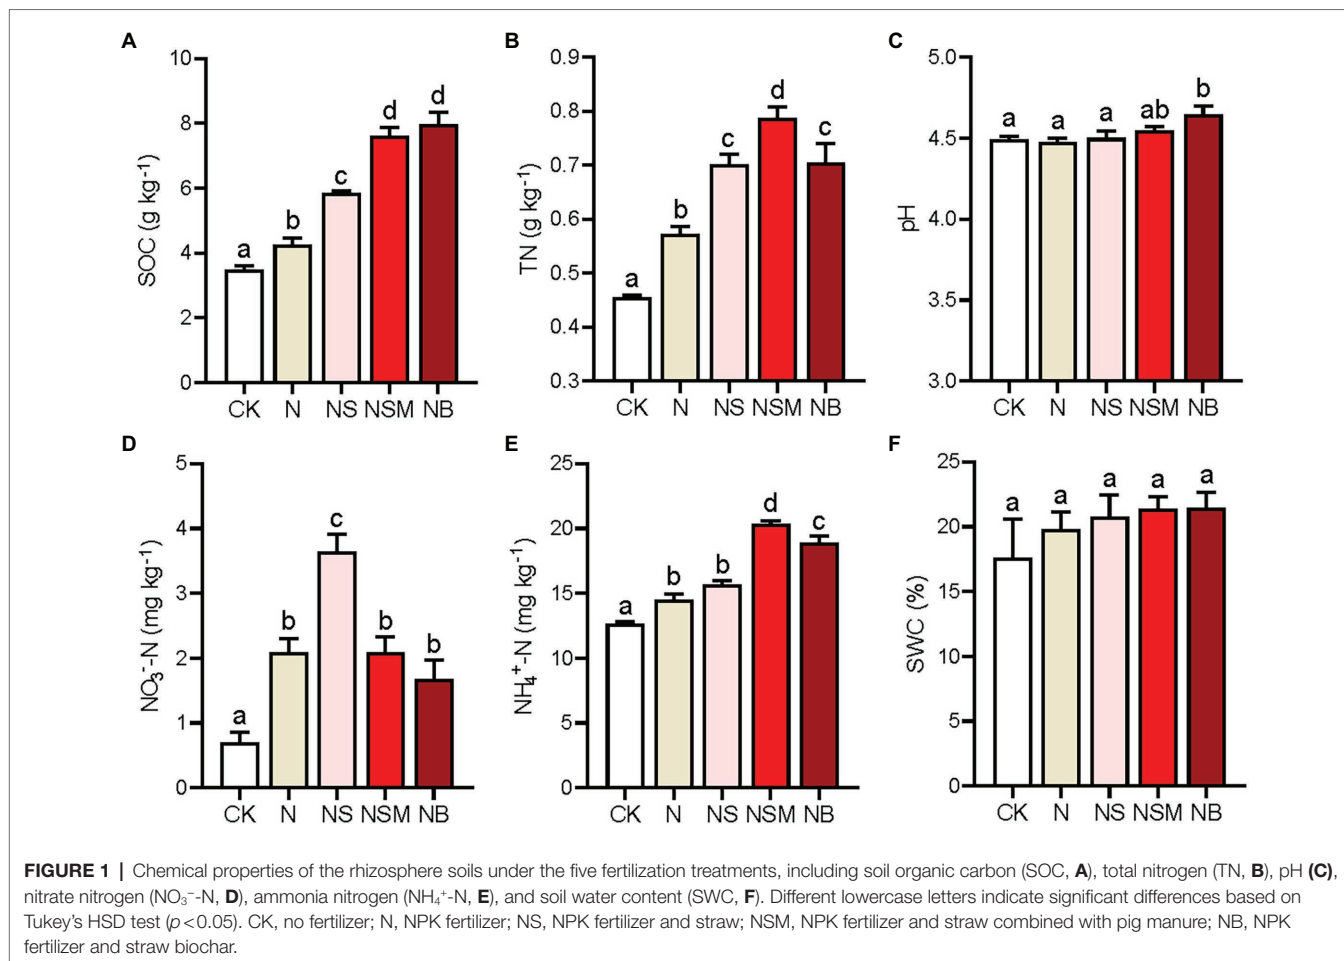 A
SOC (g kg⁻¹)
10
8
6
4
2
0
a
b
c
d
d
CK N NS NSM NB
B
TN (g kg⁻¹)
0.9
0.8
0.7
0.6
0.5
0.4
0.3
a
b
c
d
c
CK N NS NSM NB
C
pH
5.0
4.5
4.0
3.5
3.0
a
a
a
ab
b
CK N NS NSM NB
D
NO₃⁻-N (mg kg⁻¹)
5
4
3
2
1
0
a
b
c
b
b
CK N NS NSM NB
E
NH₄⁺-N (mg kg⁻¹)
25
20
15
10
5
0
a
b
b
d
c
CK N NS NSM NB
F
SWC (%)
25
20
15
10
5
0
a
a
a
a
a
CK N NS NSM NB
FIGURE 1 | Chemical properties of the rhizosphere soils under the five fertilization treatments, including soil organic carbon (SOC, A), total nitrogen (TN, B), pH (C),
nitrate nitrogen (NO₃⁻-N, D), ammonia nitrogen (NH₄⁺-N, E), and soil water content (SWC, F). Different lowercase letters indicate significant differences based on
Tukey's HSD test (p<0.05). CK, no fertilizer; N, NPK fertilizer; NS, NPK fertilizer and straw; NSM, NPK fertilizer and straw combined with pig manure; NB, NPK
fertilizer and straw biochar.